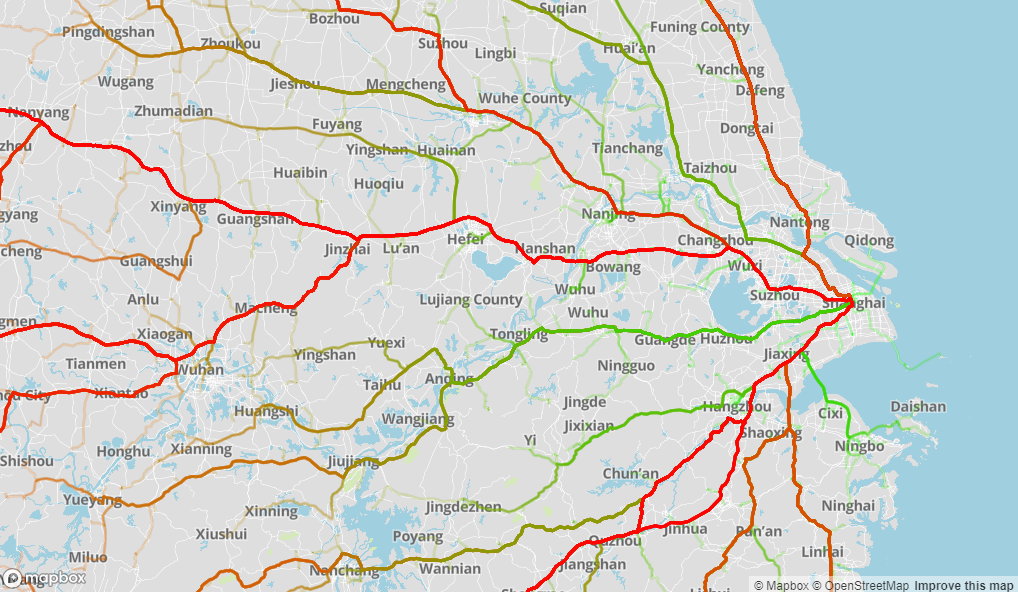 Suqian
Bozhou
Funing County
Pingdingshan
Zhoukou
Suzhou
Huai'an
Lingbi
Yancheng
Wugang
Jieshou
Mengcheng
Dafeng
Wuhe County
Nanyang
Zhumadian
Fuyang
Dongtai
zhou
Yingshan
Huainan
Tianchang
Taizhou
Huaibin
Huoqiu
Xinyang
gyang
Guangshan
Nanjing
Nantong
Qidong
cheng
Jinzhai
Lu'an
Hefei
Hanshan
Changzhou
Guangshui
Bowang
Wuxi
Anlu
Lujiang County
Wuhu
Suzhou
Shanghai
Macheng
Wuhu
gmen
Xiaogan
Tongling
Guangde
Huzhou
Yuexi
Jiaxing
Tianmen
Yingshan
Ningguo
Wuhan
Taihu
Anqing
Xiantao
Jingde
Hangzhou
Daishan
Huangshi
Wangjiang
Cixi
Jixixian
Shaoxing
Xianning
Yi
Ningbo
Honghu
Shishou
Jiujiang
Chun'an
Yueyang
Xinning
Jingdezhen
Ninghai
Xiushui
Poyang
Quzhou
Jinhua
Pan'an
Miluo
Nanchang
Wannian
Jiangshan
Linhai
mapbox
© Mapbox © OpenStreetMap Improve this map